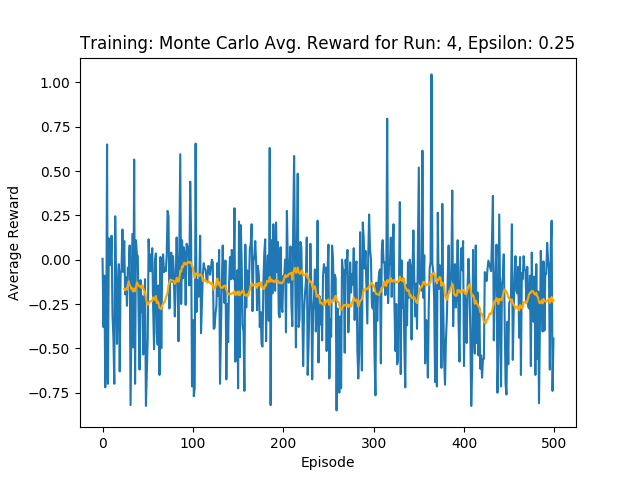 Training: Monte Carlo Avg. Reward for Run: 4, Epsilon: 0.25
1.00
0.75
0.50
0.25
0.00
−0.25
−0.50
−0.75
Average Reward
0 100 200 300 400 500
Episode